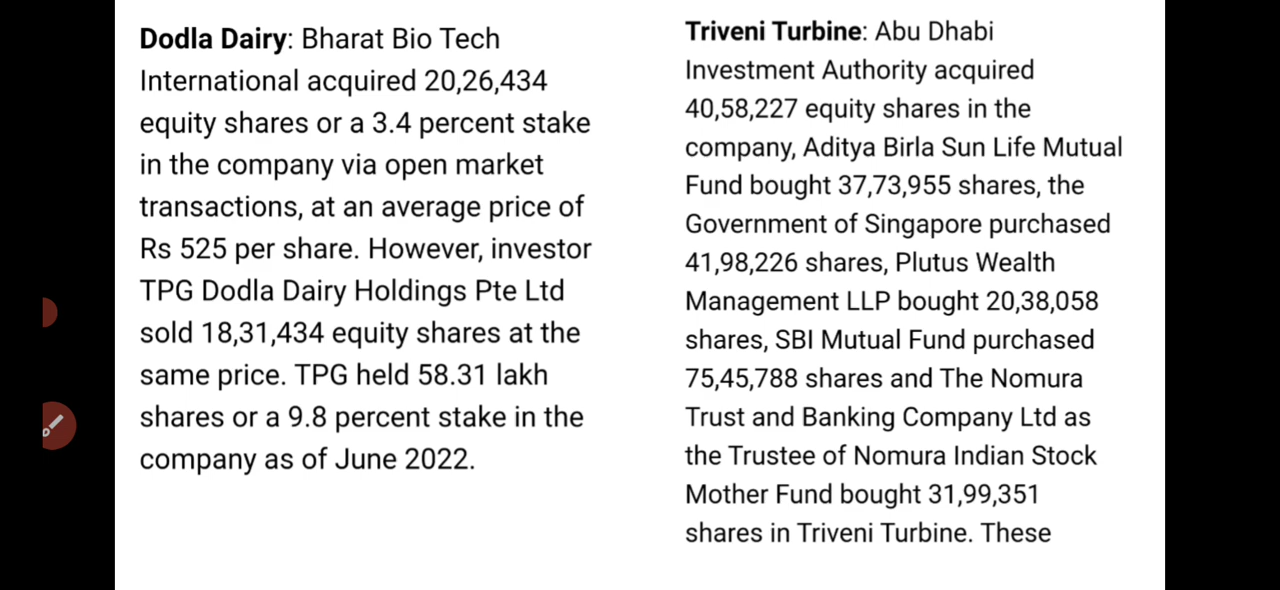 Dodla Dairy: Bharat Bio Tech
International acquired 20,26,434
equity shares or a 3.4 percent stake
in the company via open market
transactions, at an average price of
Rs 525 per share. However, investor
TPG Dodla Dairy Holdings Pte Ltd
sold 18,31,434 equity shares at the
same price. TPG held 58.31 lakh
shares or a 9.8 percent stake in the
company as of June 2022.
Triveni Turbine: Abu Dhabi
Investment Authority acquired
40,58,227 equity shares in the
company, Aditya Birla Sun Life Mutual
Fund bought 37,73,955 shares, the
Government of Singapore purchased
41,98,226 shares, Plutus Wealth
Management LLP bought 20,38,058
shares, SBI Mutual Fund purchased
75,45,788 shares and The Nomura
Trust and Banking Company Ltd as
the Trustee of Nomura Indian Stock
Mother Fund bought 31,99,351
shares in Triveni Turbine. These